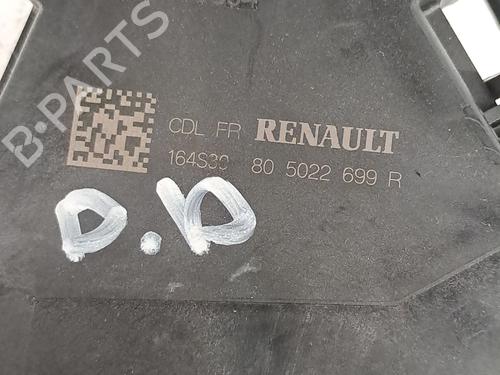 B-PARTS
CDL FR RENAULT
164S30 80 5022 699 R
D.D